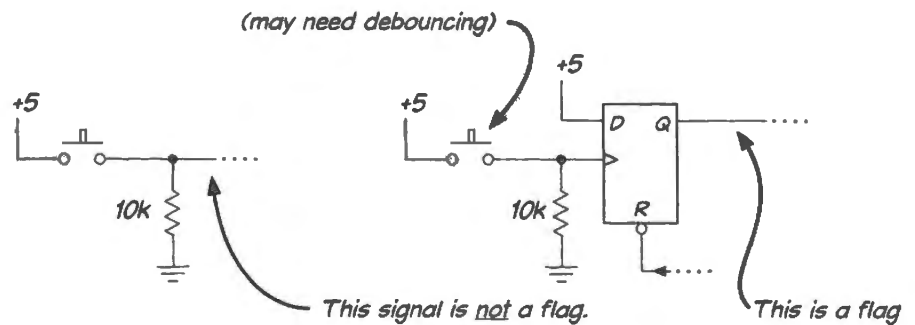 (may need debouncing)
+5
+5
+5
D Q
10k
10k
R
This signal is not a flag.
This is a flag